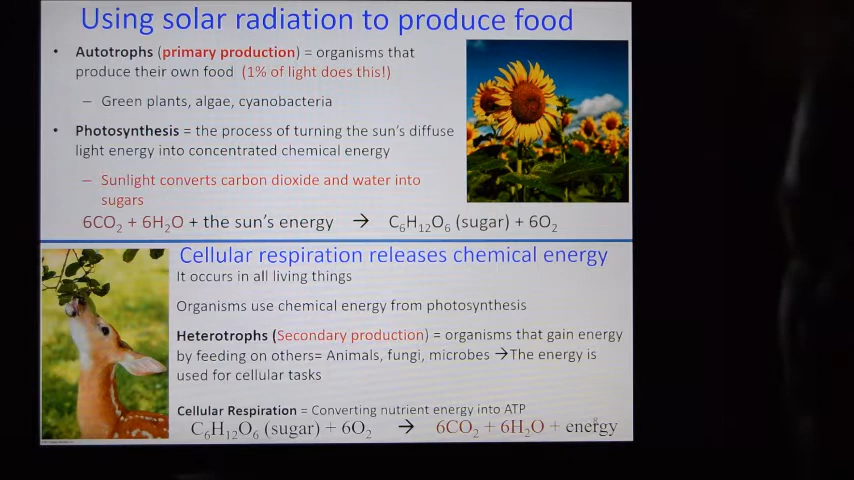 Using solar radiation to produce food
• Autotrophs (primary production) = organisms that
produce their own food (1% of light does this!)
– Green plants, algae, cyanobacteria
• Photosynthesis = the process of turning the sun's diffuse
light energy into concentrated chemical energy
– Sunlight converts carbon dioxide and water into
sugars
6CO₂ + 6H₂O + the sun's energy → C₆H₁₂O₆ (sugar) + 6O₂
Cellular respiration releases chemical energy
It occurs in all living things
Organisms use chemical energy from photosynthesis
Heterotrophs (Secondary production) = organisms that gain energy
by feeding on others= Animals, fungi, microbes →The energy is
used for cellular tasks
Cellular Respiration = Converting nutrient energy into ATP
C₆H₁₂O₆ (sugar) + 6O₂ → 6CO₂ + 6H₂O + energy